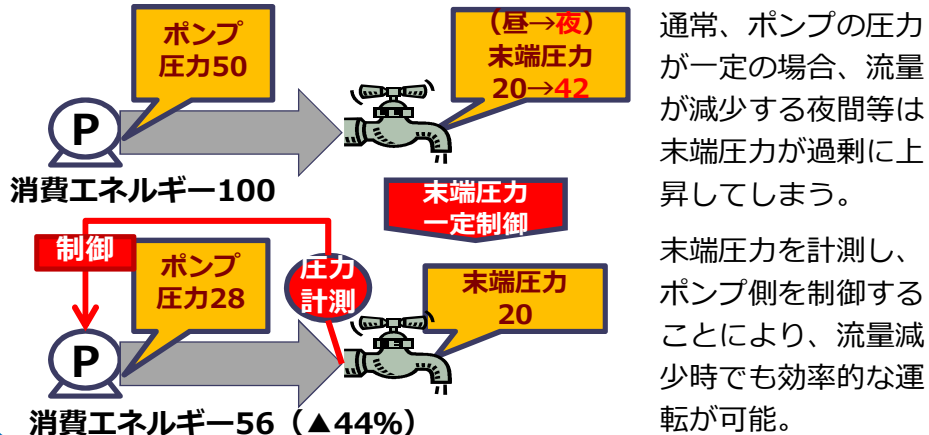 ポンプ
圧力50
P
消費エネルギー100
（昼→夜）
末端圧力
20→42
末端圧力
一定制御
制御
ポンプ
圧力28
圧力
計測
末端圧力
20
P
消費エネルギー56（▲44%）
通常、ポンプの圧力
が一定の場合、流量
が減少する夜間等は
末端圧力が過剰に上
昇してしまう。
末端圧力を計測し、
ポンプ側を制御する
ことにより、流量減
少時でも効率的な運
転が可能。